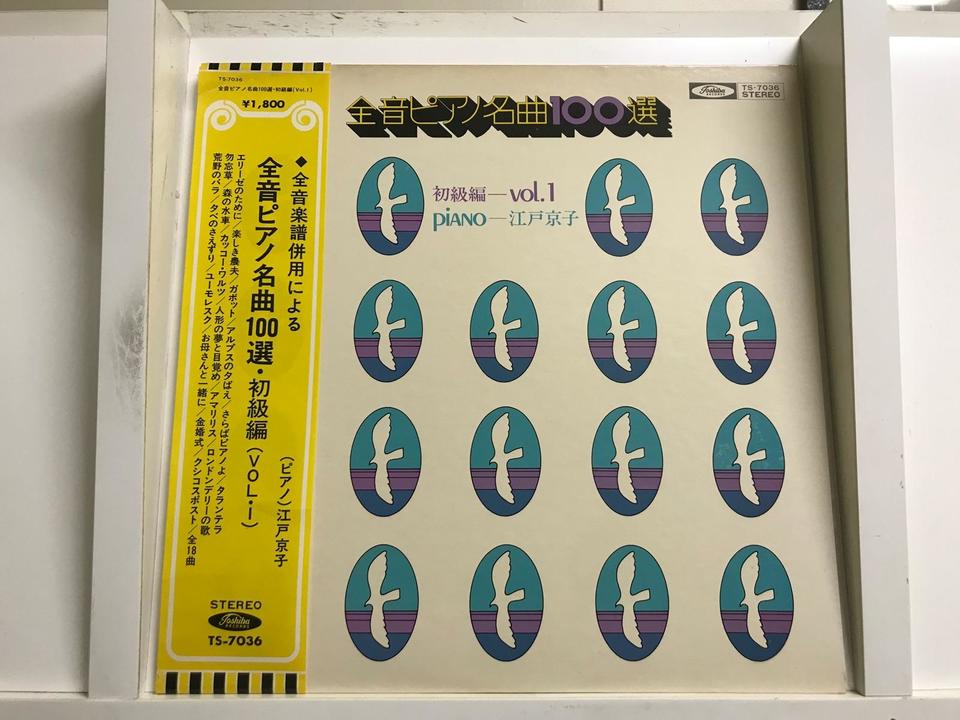 TS-7036
全音ピアノ名曲100選・初級編(Vol.1)
¥1,800
◆全音楽譜併用による
全音ピアノ名曲100選・初級編(VOL・1)
(ピアノ)江戸京子
エリーゼのために/楽しき農夫/ガボット/アルプスの夕ばえ/さらばピアノよ/タランテラ
勿忘草/森の水車/カッコー・ワルツ/人形の夢と目覚め/アマリリス/ロンドンデリーの歌
荒野のバラ/夕べのさえずり/ユーモレスク/お母さんと一緒に/金婚式/クシコスポスト/全18曲
STEREO
Toshiba
RECORDS
TS-7036
全音ピアノ名曲100選
初級編—vol.1
piANO—江戸京子
Toshiba
RECORDS
TS-7036
STEREO